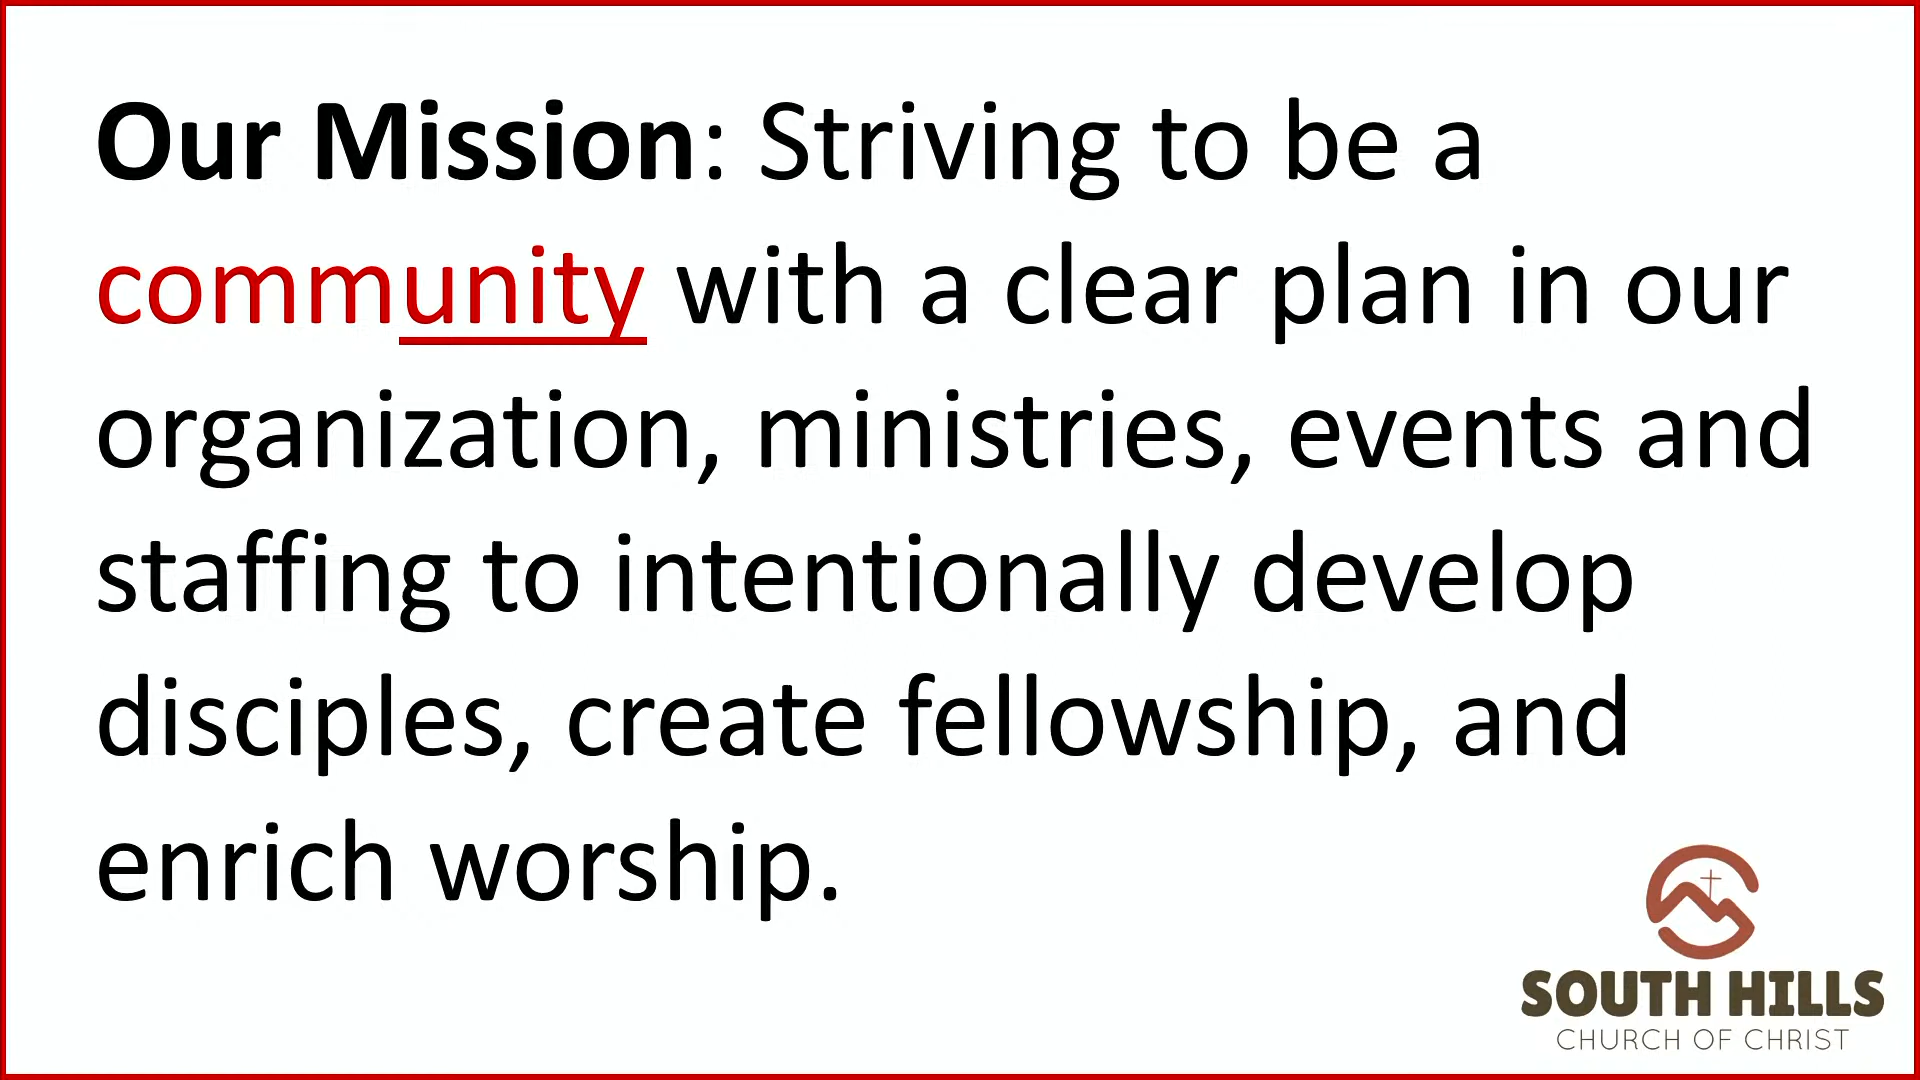 Our Mission: Striving to be a
community with a clear plan in our
organization, ministries, events and
staffing to intentionally develop
disciples, create fellowship, and
enrich worship.
SOUTH HILLS
CHURCH OF CHRIST